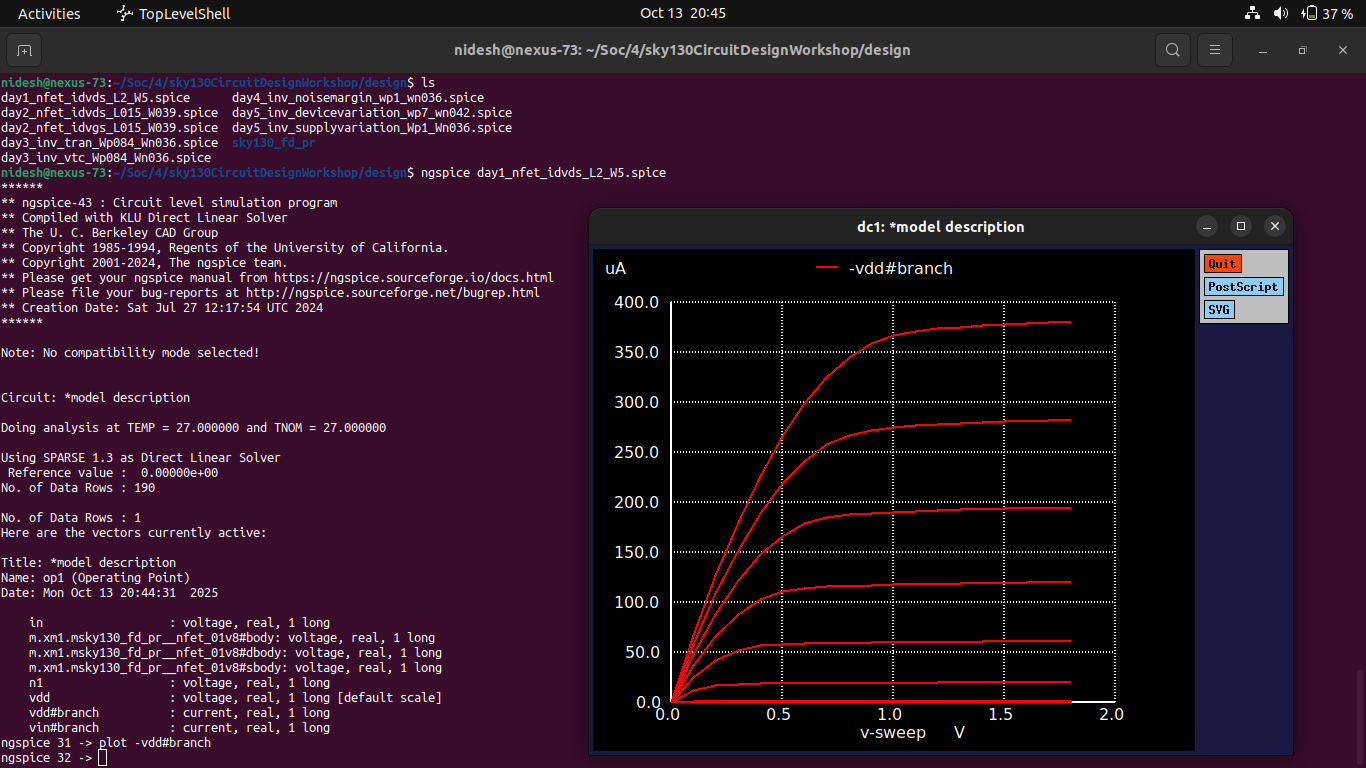 Activities TopLevelShell Oct 13 20:45 37 %
nidesh@nexus-73: ~/Soc/4/sky130CircuitDesignWorkshop/design
nidesh@nexus-73:~/Soc/4/sky130CircuitDesignWorkshop/design$ ls
day1_nfet_idvds_L2_W5.spice day4_inv_noisemargin_wp1_wn036.spice
day2_nfet_idvds_L015_W039.spice day5_inv_devicevariation_wp7_wn042.spice
day2_nfet_idvgs_L015_W039.spice day5_inv_supplyvariation_Wp1_Wn036.spice
day3_inv_tran_Wp084_Wn036.spice sky130_fd_pr
day3_inv_vtc_Wp084_Wn036.spice
nidesh@nexus-73:~/Soc/4/sky130CircuitDesignWorkshop/design$ ngspice day1_nfet_idvds_L2_W5.spice
******
** ngspice-43 : Circuit level simulation program
** Compiled with KLU Direct Linear Solver
** The U. C. Berkeley CAD Group
** Copyright 1985-1994, Regents of the University of California.
** Copyright 2001-2024, The ngspice team.
** Please get your ngspice manual from https://ngspice.sourceforge.io/docs.html
** Please file your bug-reports at http://ngspice.sourceforge.net/bugrep.html
** Creation Date: Sat Jul 27 12:17:54 UTC 2024
******
Note: No compatibility mode selected!
Circuit: *model description
Doing analysis at TEMP = 27.000000 and TNOM = 27.000000
Using SPARSE 1.3 as Direct Linear Solver
Reference value : 0.00000e+00
No. of Data Rows : 190
No. of Data Rows : 1
Here are the vectors currently active:
Title: *model description
Name: op1 (Operating Point)
Date: Mon Oct 13 20:44:31 2025
in : voltage, real, 1 long
m.xm1.msky130_fd_pr__nfet_01v8#body: voltage, real, 1 long
m.xm1.msky130_fd_pr__nfet_01v8#dbody: voltage, real, 1 long
m.xm1.msky130_fd_pr__nfet_01v8#sbody: voltage, real, 1 long
n1 : voltage, real, 1 long
vdd : voltage, real, 1 long [default scale]
vdd#branch : current, real, 1 long
vin#branch : current, real, 1 long
ngspice 31 -> plot -vdd#branch
ngspice 32 ->
dc1: *model description
uA -vdd#branch
Quit
PostScript
SVG
400.0
350.0
300.0
250.0
200.0
150.0
100.0
50.0
0.0
0.0 0.5 1.0 1.5 2.0
v-sweep V